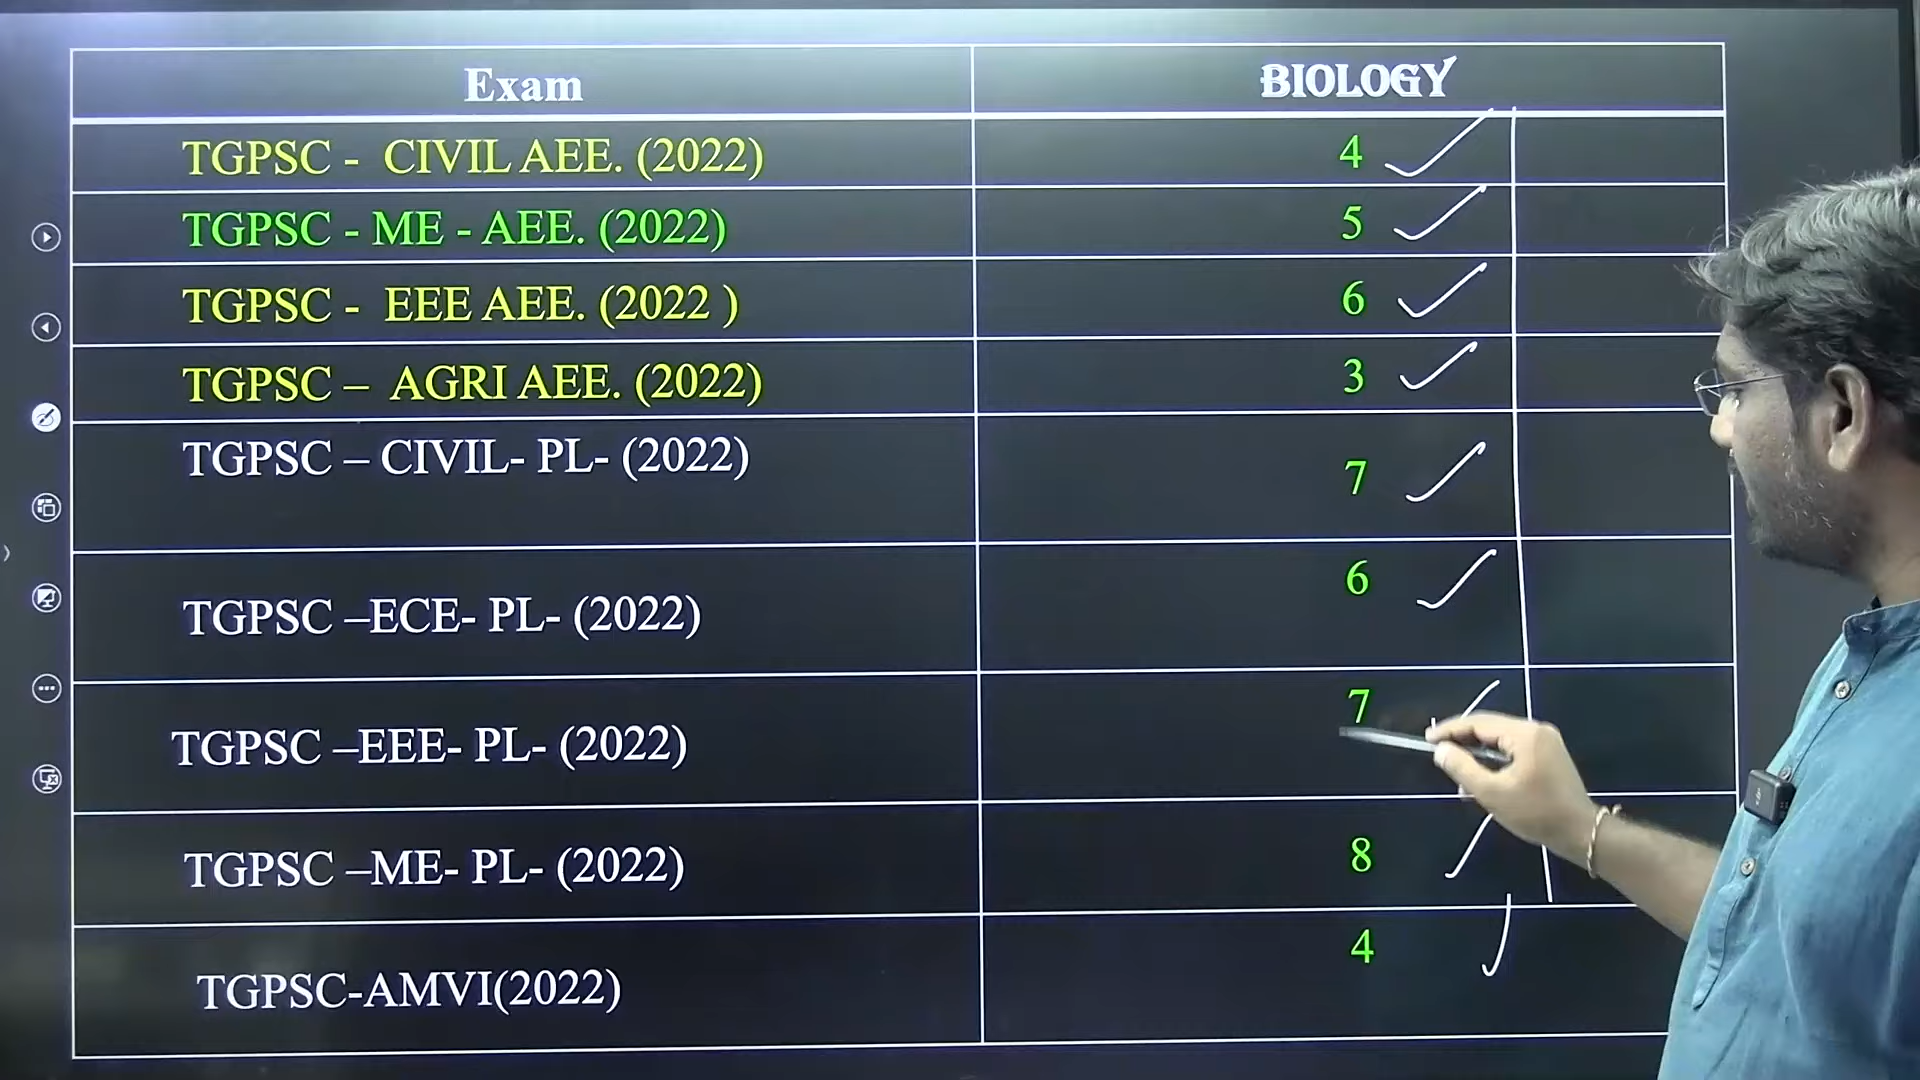 Exam BIOLOGY
TGPSC - CIVIL AEE. (2022) 4
TGPSC - ME - AEE. (2022) 5
TGPSC - EEE AEE. (2022 ) 6
TGPSC – AGRI AEE. (2022) 3
TGPSC – CIVIL- PL- (2022) 7
TGPSC –ECE- PL- (2022) 6
TGPSC –EEE- PL- (2022) 7
TGPSC –ME- PL- (2022) 8
TGPSC-AMVI(2022) 4